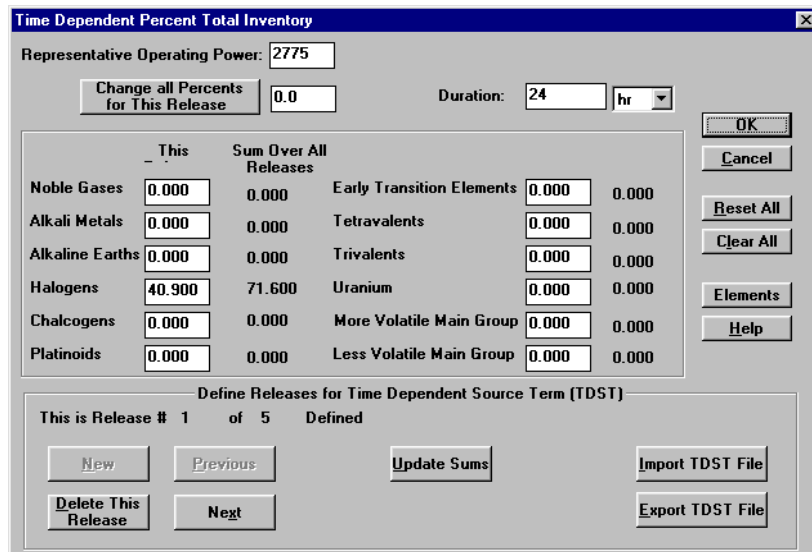 Time Dependent Percent Total Inventory
Representative Operating Power: 2775
Change all Percents for This Release 0.0 Duration: 24 hr
OK
Cancel
Reset All
Clear All
Elements
Help
This Sum Over All Releases
Noble Gases 0.000 0.000 Early Transition Elements 0.000 0.000
Alkali Metals 0.000 0.000 Tetravalents 0.000 0.000
Alkaline Earths 0.000 0.000 Trivalents 0.000 0.000
Halogens 40.900 71.600 Uranium 0.000 0.000
Chalcogens 0.000 0.000 More Volatile Main Group 0.000 0.000
Platinoids 0.000 0.000 Less Volatile Main Group 0.000 0.000
Define Releases for Time Dependent Source Term (TDST)
This is Release # 1 of 5 Defined
New Previous Update Sums Import TDST File
Delete This Release Next Export TDST File